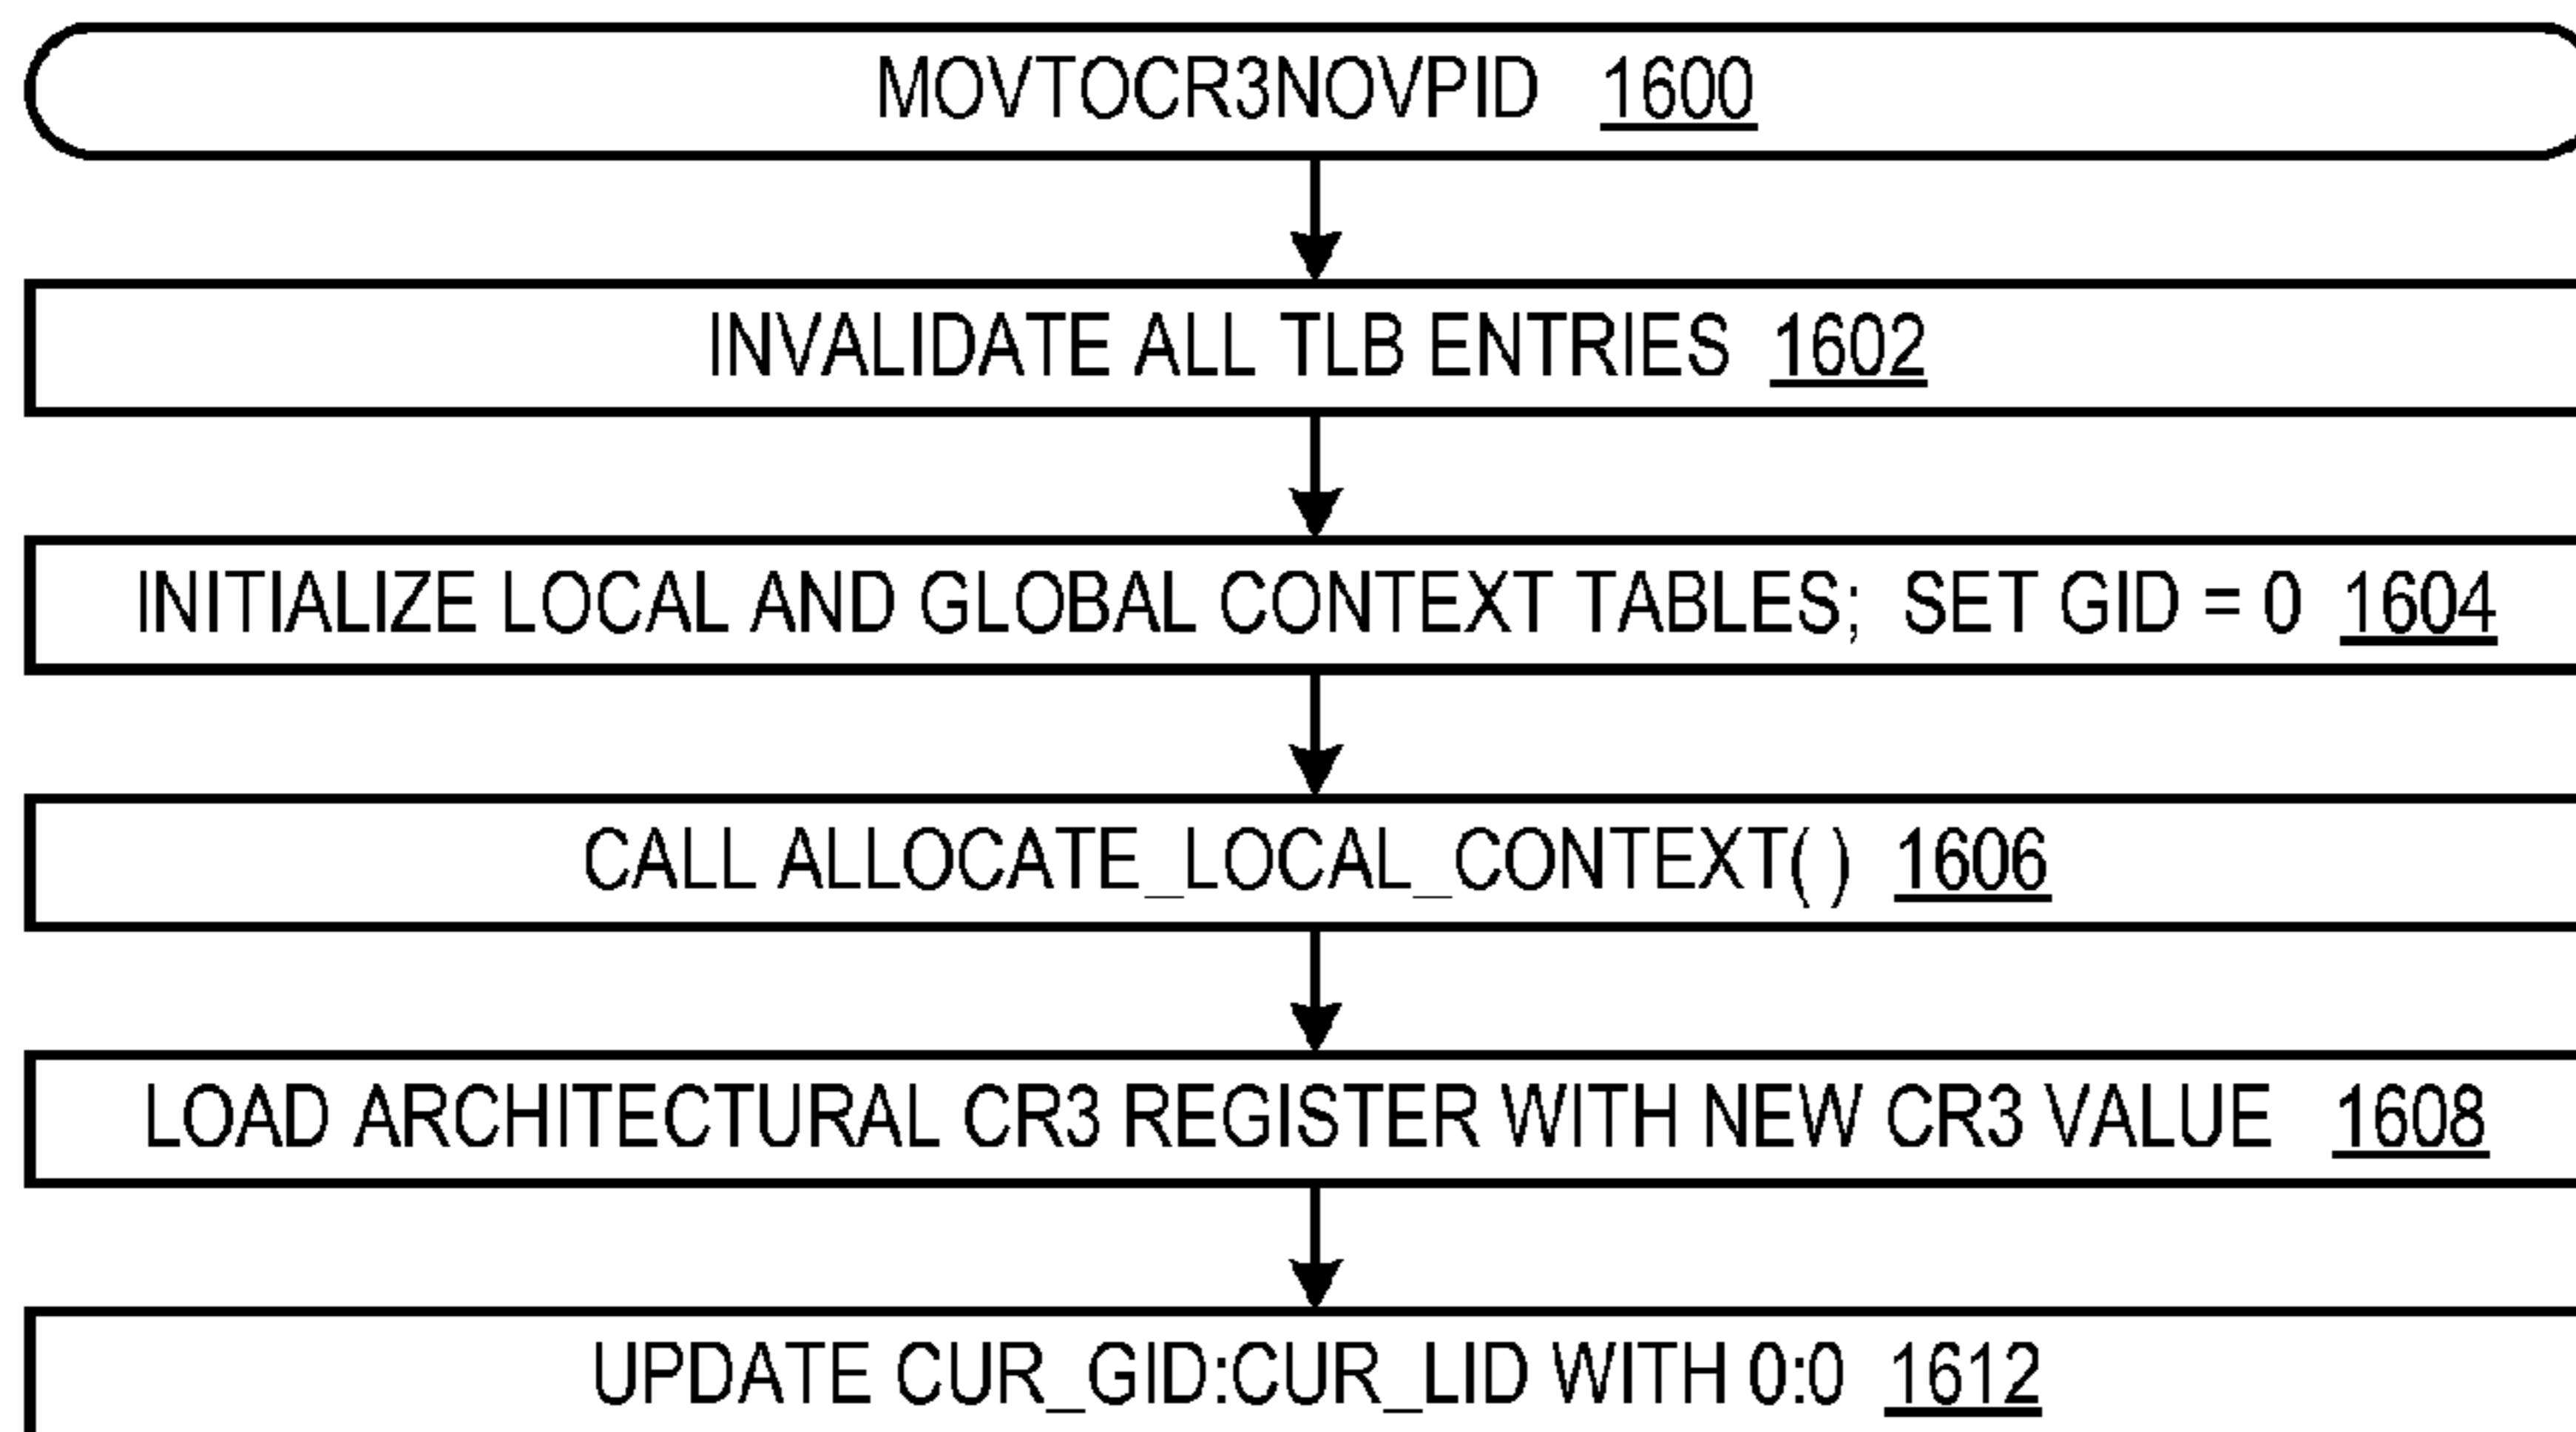 MOVTOCR3NOVPID 1600
INVALIDATE ALL TLB ENTRIES 1602
INITIALIZE LOCAL AND GLOBAL CONTEXT TABLES; SET GID = 0 1604
CALL ALLOCATE_LOCAL_CONTEXT( ) 1606
LOAD ARCHITECTURAL CR3 REGISTER WITH NEW CR3 VALUE 1608
UPDATE CUR_GID:CUR_LID WITH 0:0 1612